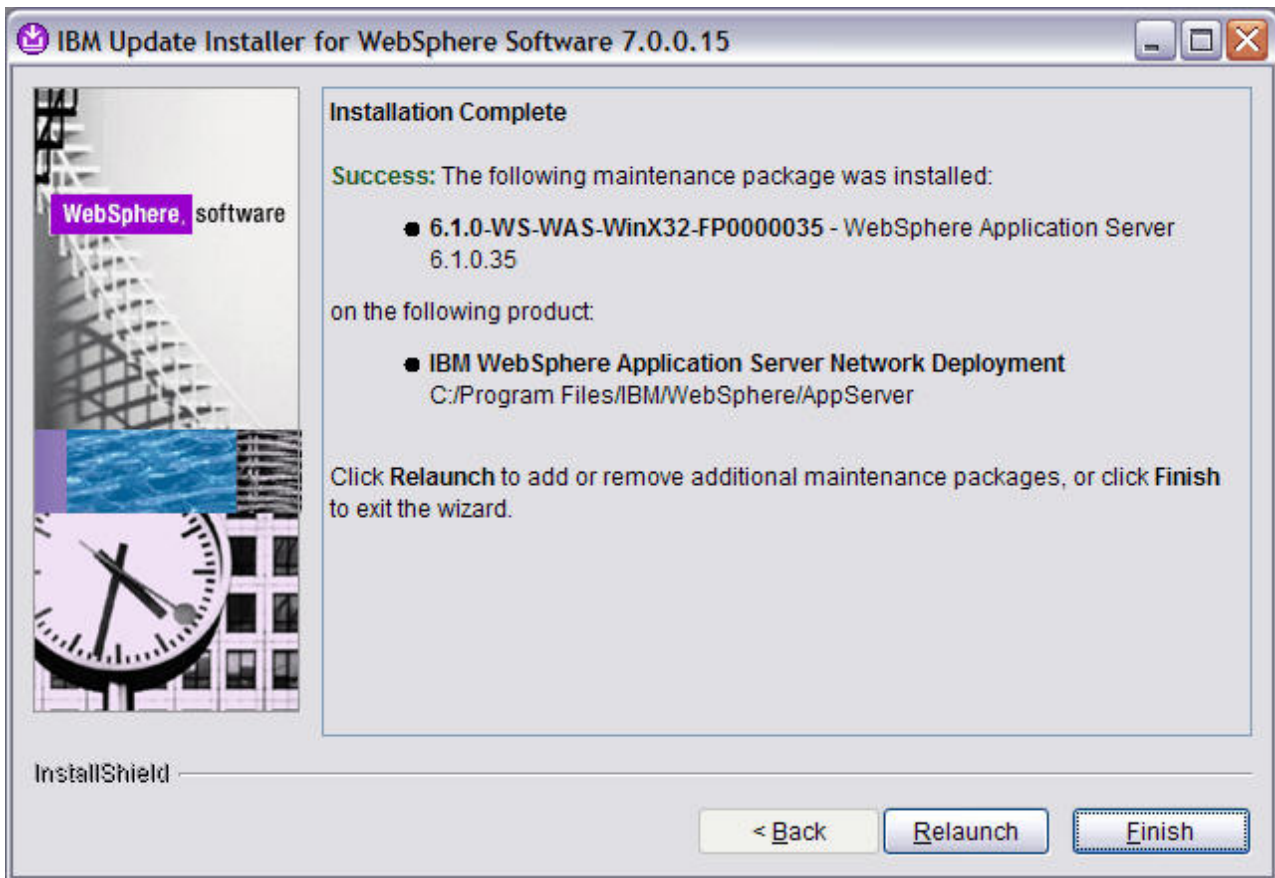 IBM Update Installer for WebSphere Software 7.0.0.15
Installation Complete
Success: The following maintenance package was installed:
● 6.1.0-WS-WAS-WinX32-FP0000035 - WebSphere Application Server
6.1.0.35
on the following product:
● IBM WebSphere Application Server Network Deployment
C:/Program Files/IBM/WebSphere/AppServer
Click Relaunch to add or remove additional maintenance packages, or click Finish
to exit the wizard.
WebSphere. software
InstallShield
< Back
Relaunch
Finish